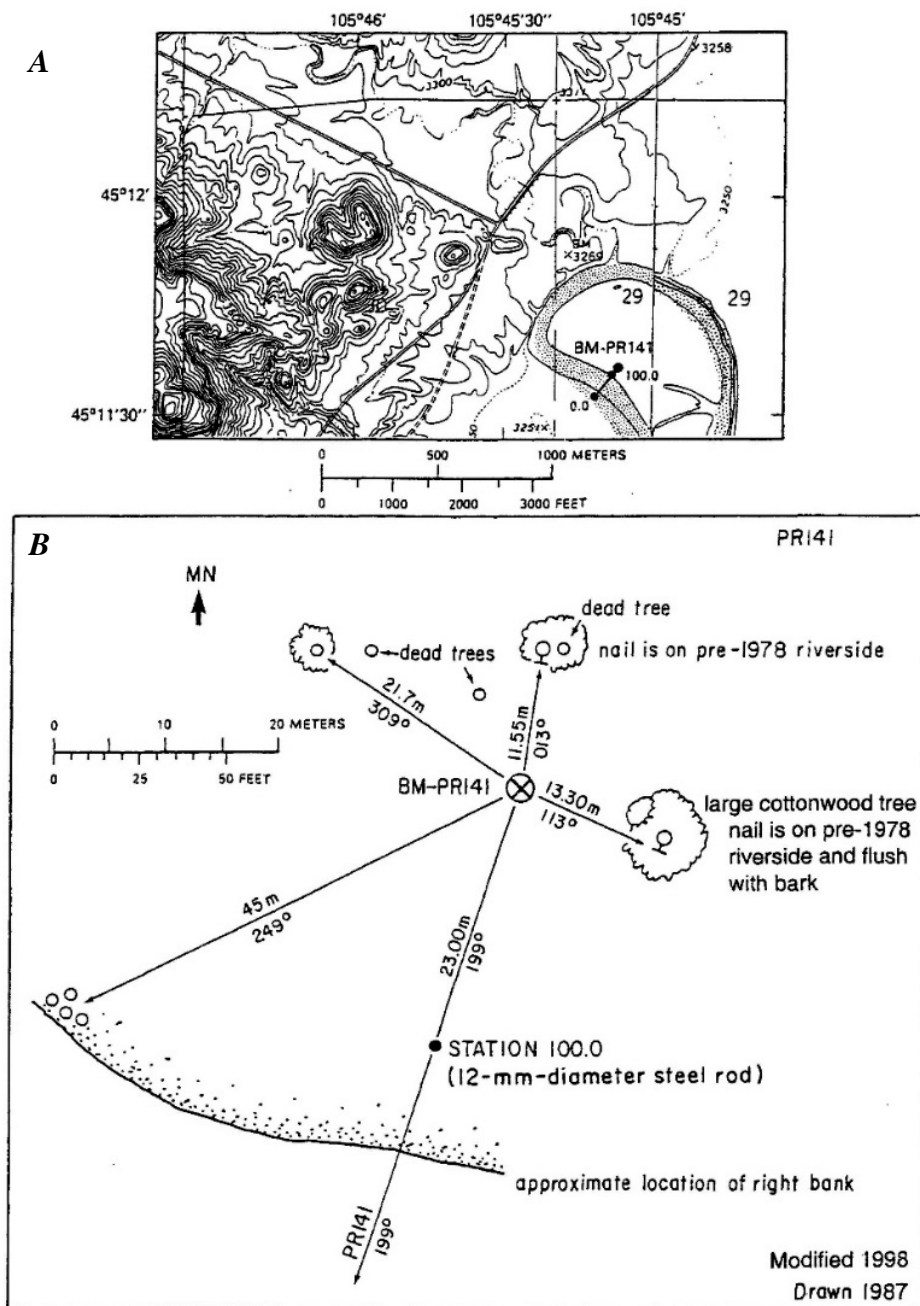 A
105°46'
105°45'30"
105°45'
3258
3300
45°12'
3250
BM
×3269
29
29
BM-PR141
100.0
0.0
45°11'30"
0
500
1000 METERS
0
1000
2000
3000 FEET
B
PR141
MN
dead tree
dead trees
nail is on pre-1978 riverside
21.7m
309°
11.55m
013°
0
10
20 METERS
0
25
50 FEET
BM-PR141
13.30m
113°
large cottonwood tree
nail is on pre-1978
riverside and flush
with bark
45m
249°
23.00m
199°
STATION 100.0
(12-mm-diameter steel rod)
approximate location of right bank
PR141
199°
Modified 1998
Drawn 1987